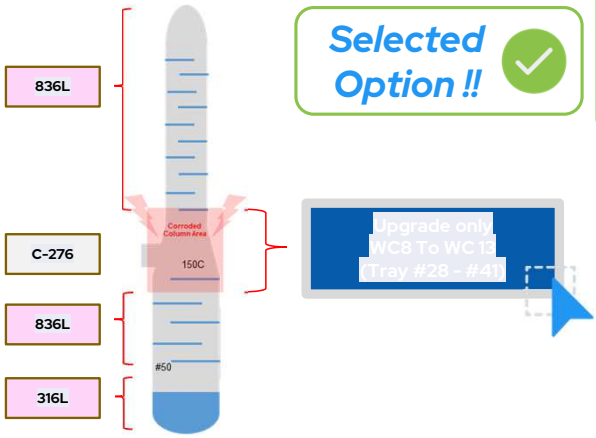 Selected
Option !!
836L
Corroded
Column Area
C-276
150C
Upgrade only
WC8 To WC 13
(Tray #28 - #41)
836L
#50
316L